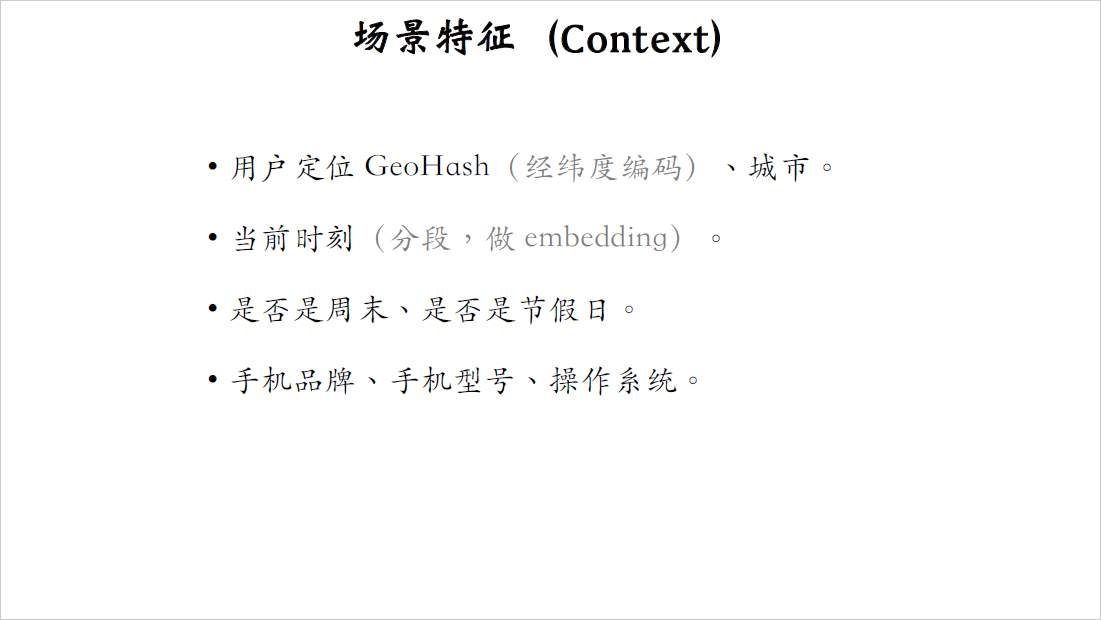 场景特征 (Context)
• 用户定位 GeoHash（经纬度编码）、城市。
• 当前时刻（分段，做 embedding）。
• 是否是周末、是否是节假日。
• 手机品牌、手机型号、操作系统。